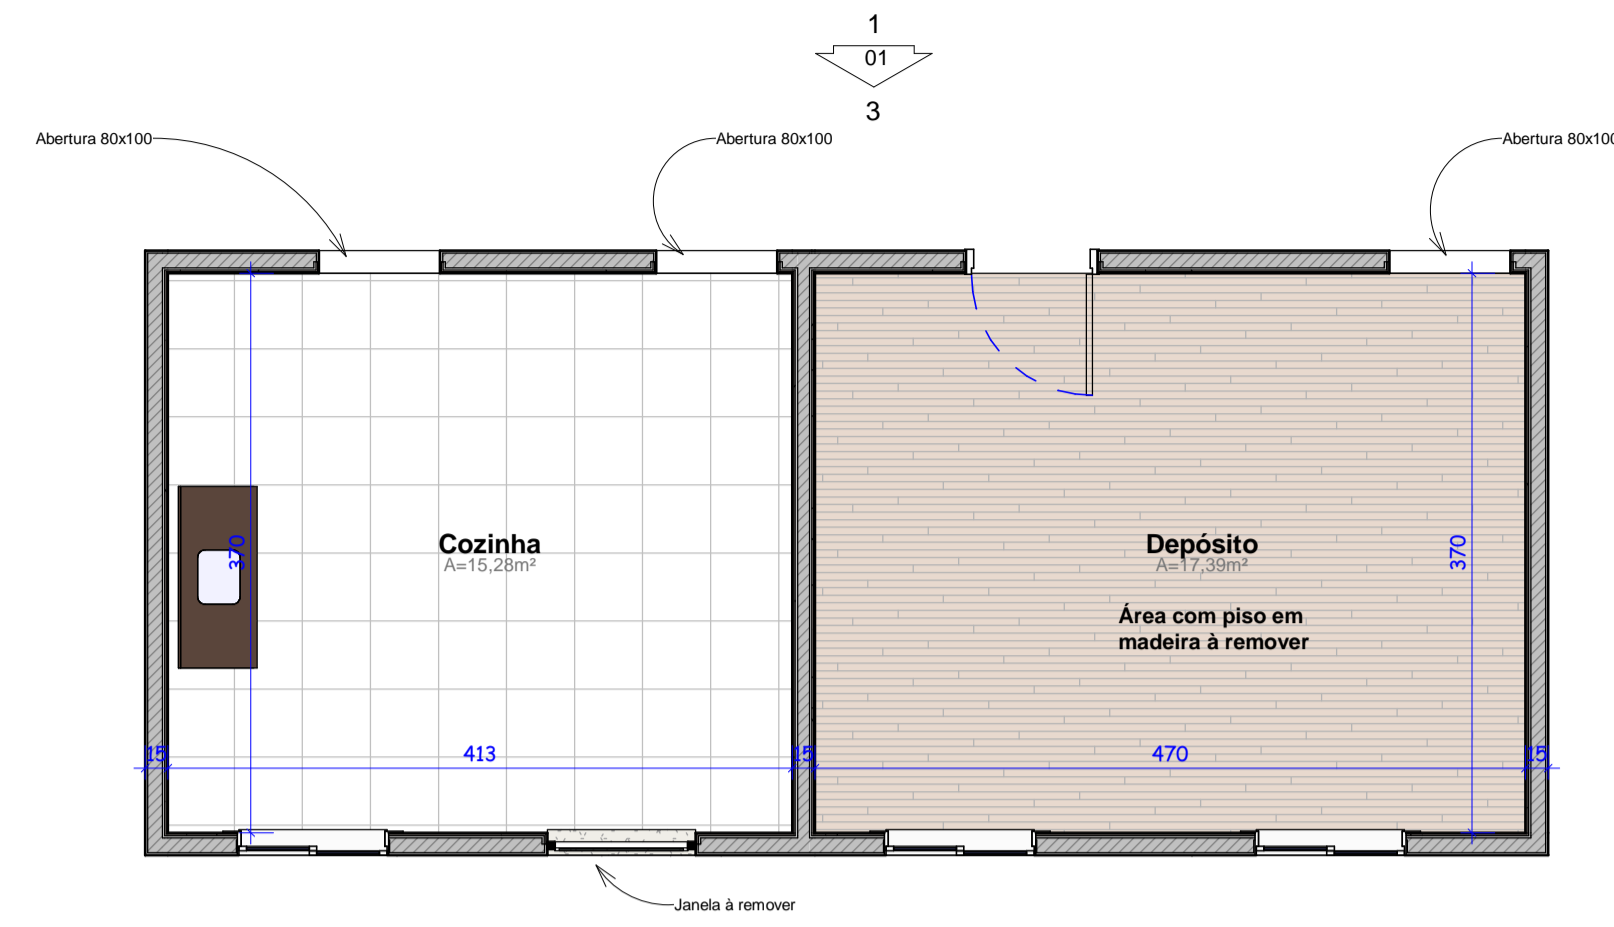 1
01
3
Abertura 80x100
Abertura 80x100
Abertura 80x100
370
Cozinha
A=15,28m²
Depósito
A=17,39m²
370
Área com piso em
madeira à remover
15
413
15
470
15
Janela à remover